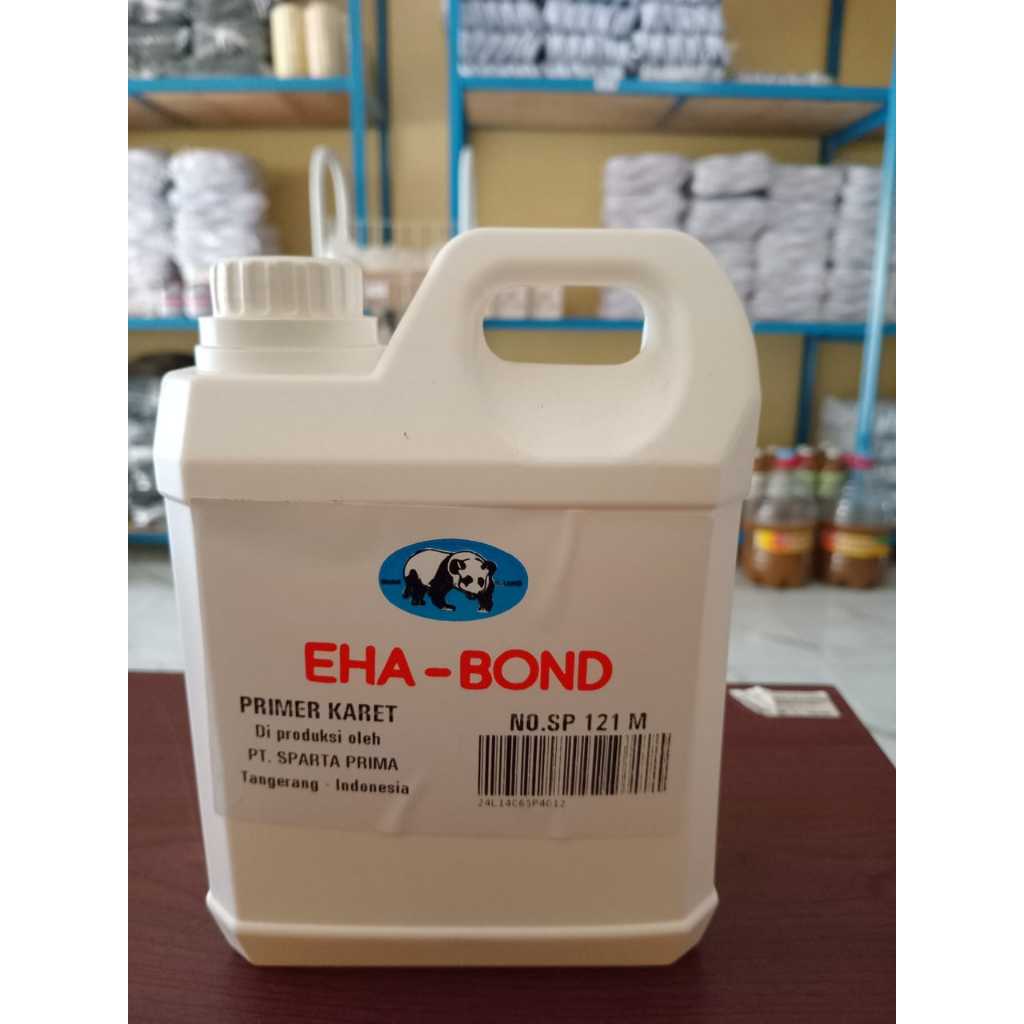 EHA-BOND
PRIMER KARET
Di produksi oleh
PT. SPARTA PRIMA
Tangerang - Indonesia
NO.SP 121 M
24L14C65P4012